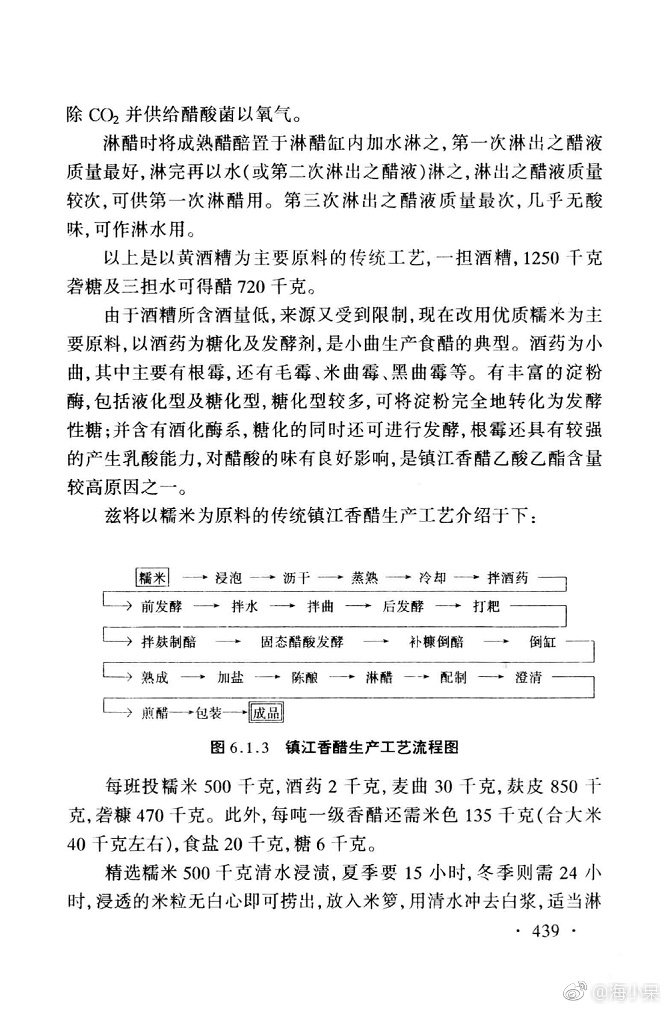 除 CO₂ 并供给醋酸菌以氧气。
淋醋时将成熟醋醅置于淋醋缸内加水淋之,第一次淋出之醋液
质量最好,淋完再以水(或第二次淋出之醋液)淋之,淋出之醋液质量
较次,可供第一次淋醋用。第三次淋出之醋液质量最次,几乎无酸
味,可作淋水用。
以上是以黄酒糟为主要原料的传统工艺,一担酒糟,1250 千克
砻糖及三担水可得醋 720 千克。
由于酒糟所含酒量低,来源又受到限制,现在改用优质糯米为主
要原料,以酒药为糖化及发酵剂,是小曲生产食醋的典型。酒药为小
曲,其中主要有根霉,还有毛霉、米曲霉、黑曲霉等。有丰富的淀粉
酶,包括液化型及糖化型,糖化型较多,可将淀粉完全地转化为发酵
性糖;并含有酒化酶系,糖化的同时还可进行发酵,根霉还具有较强
的产生乳酸能力,对醋酸的味有良好影响,是镇江香醋乙酸乙酯含量
较高原因之一。
兹将以糯米为原料的传统镇江香醋生产工艺介绍于下:
糯米 → 浸泡 → 沥干 → 蒸熟 → 冷却 → 拌酒药
→ 前发酵 → 拌水 → 拌曲 → 后发酵 → 打耙
→ 拌麸制醅 → 固态醋酸发酵 → 补糠倒醅 → 倒缸
→ 熟成 → 加盐 → 陈酿 → 淋醋 → 配制 → 澄清
→ 煎醋 → 包装 → 成品
图 6.1.3 镇江香醋生产工艺流程图
每班投糯米 500 千克,酒药 2 千克,麦曲 30 千克,麸皮 850 千
克,砻糠 470 千克。此外,每吨一级香醋还需米色 135 千克(合大米
40 千克左右),食盐 20 千克,糖 6 千克。
精选糯米 500 千克清水浸渍,夏季要 15 小时,冬季则需 24 小
时,浸透的米粒无白心即可捞出,放入米箩,用清水冲去白浆,适当淋
· 439 ·
@海小呆